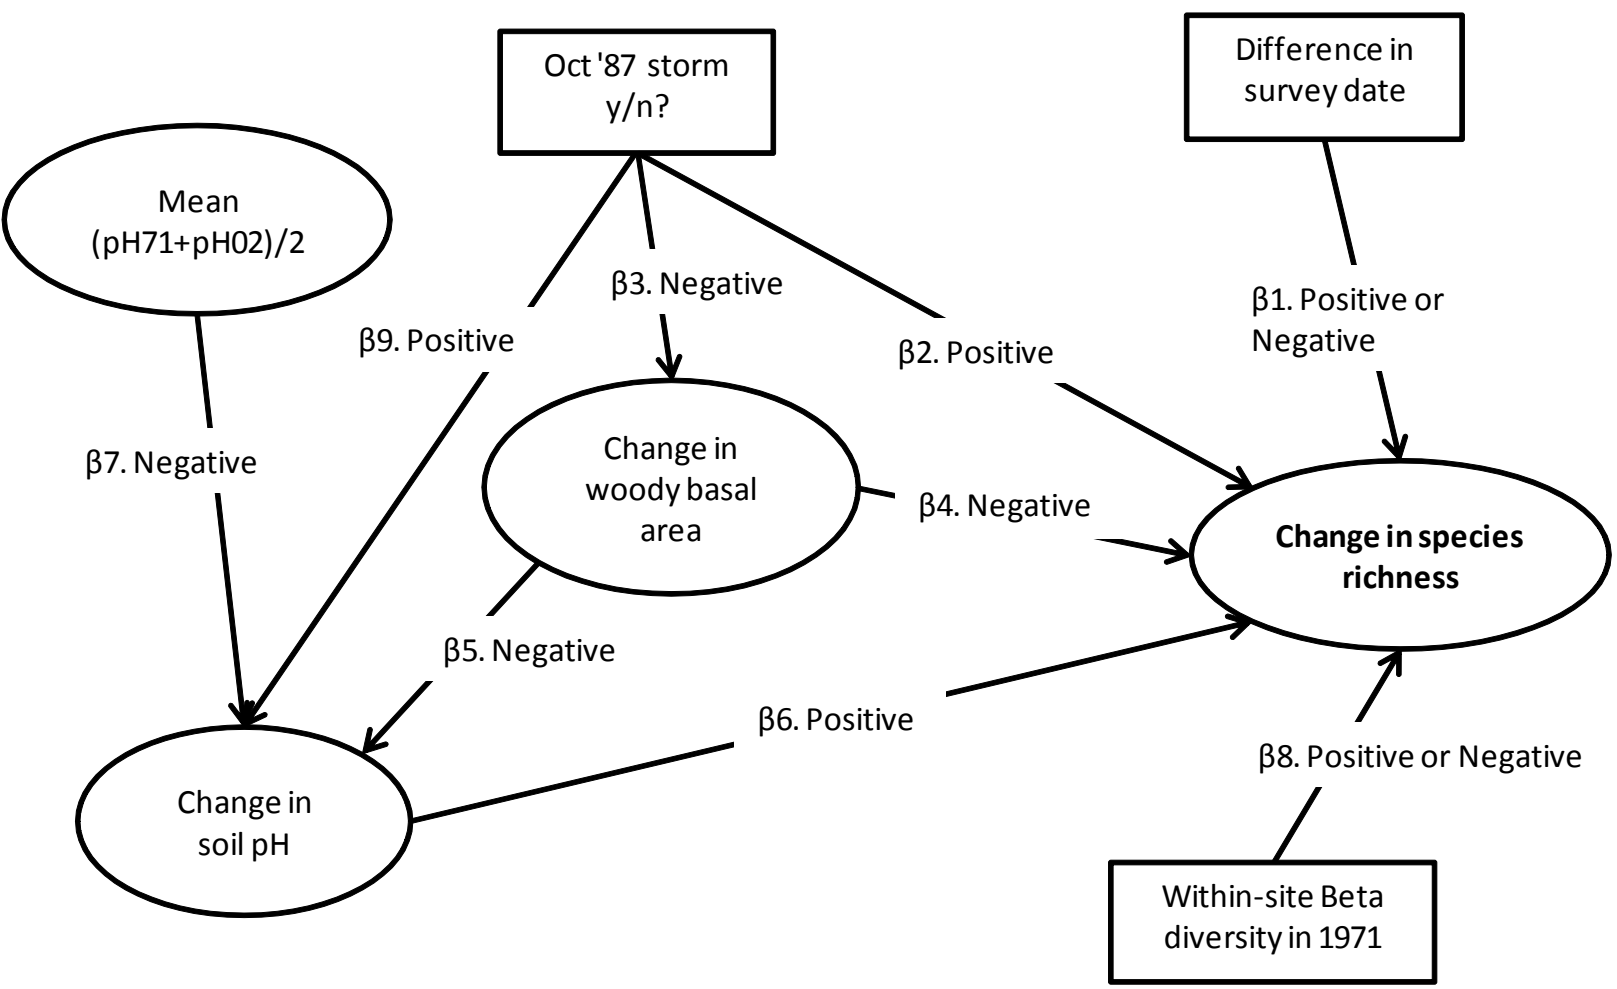 Oct '87 storm
y/n?
Difference in
survey date
Mean
(pH71+pH02)/2
β3. Negative
β1. Positive or
Negative
β9. Positive
β2. Positive
β7. Negative
Change in
woody basal
area
β4. Negative
Change in species
richness
β5. Negative
β6. Positive
β8. Positive or Negative
Change in
soil pH
Within-site Beta
diversity in 1971